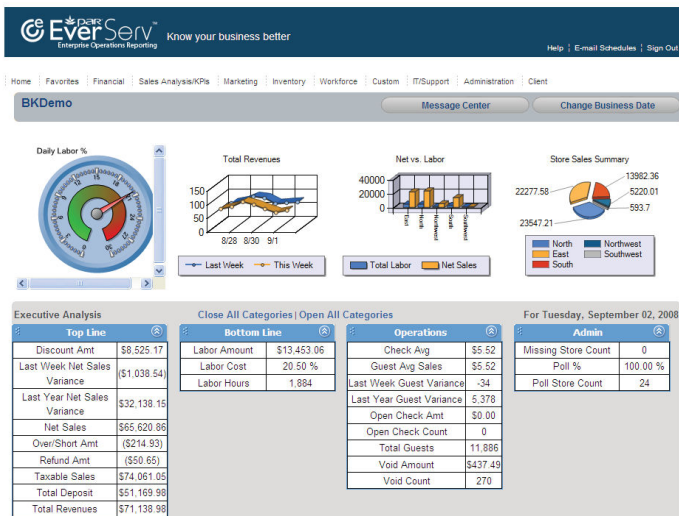 par
EverServ™ Know your business better
Enterprise Operations Reporting
Help | E-mail Schedules | Sign Out
Home Favorites Financial Sales Analysis/KPIs Marketing Inventory Workforce Custom IT/Support Administration Client
BKDemo Message Center Change Business Date
Daily Labor %
Total Revenues
150
100
50
0
8/28 8/30 9/1
Last Week This Week
Net vs. Labor
40000
20000
0
East North Northwest South Southwest
Total Labor Net Sales
Store Sales Summary
13982.36
22277.58
5220.01
593.7
23547.21
North Northwest
East Southwest
South
Executive Analysis Close All Categories | Open All Categories For Tuesday, September 02, 2008
Top Line
Discount Amt $8,525.17
Last Week Net Sales Variance ($1,038.54)
Last Year Net Sales Variance $32,138.15
Net Sales $65,620.86
Over/Short Amt ($214.93)
Refund Amt ($50.65)
Taxable Sales $74,061.05
Total Deposit $51,169.98
Total Revenues $71,138.98
Bottom Line
Labor Amount $13,453.06
Labor Cost 20.50 %
Labor Hours 1,884
Operations
Check Avg $5.52
Guest Avg Sales $5.52
Last Week Guest Variance -34
Last Year Guest Variance 5,378
Open Check Amt $0.00
Open Check Count 0
Total Guests 11,886
Void Amount $437.49
Void Count 270
Admin
Missing Store Count 0
Poll % 100.00 %
Poll Store Count 24